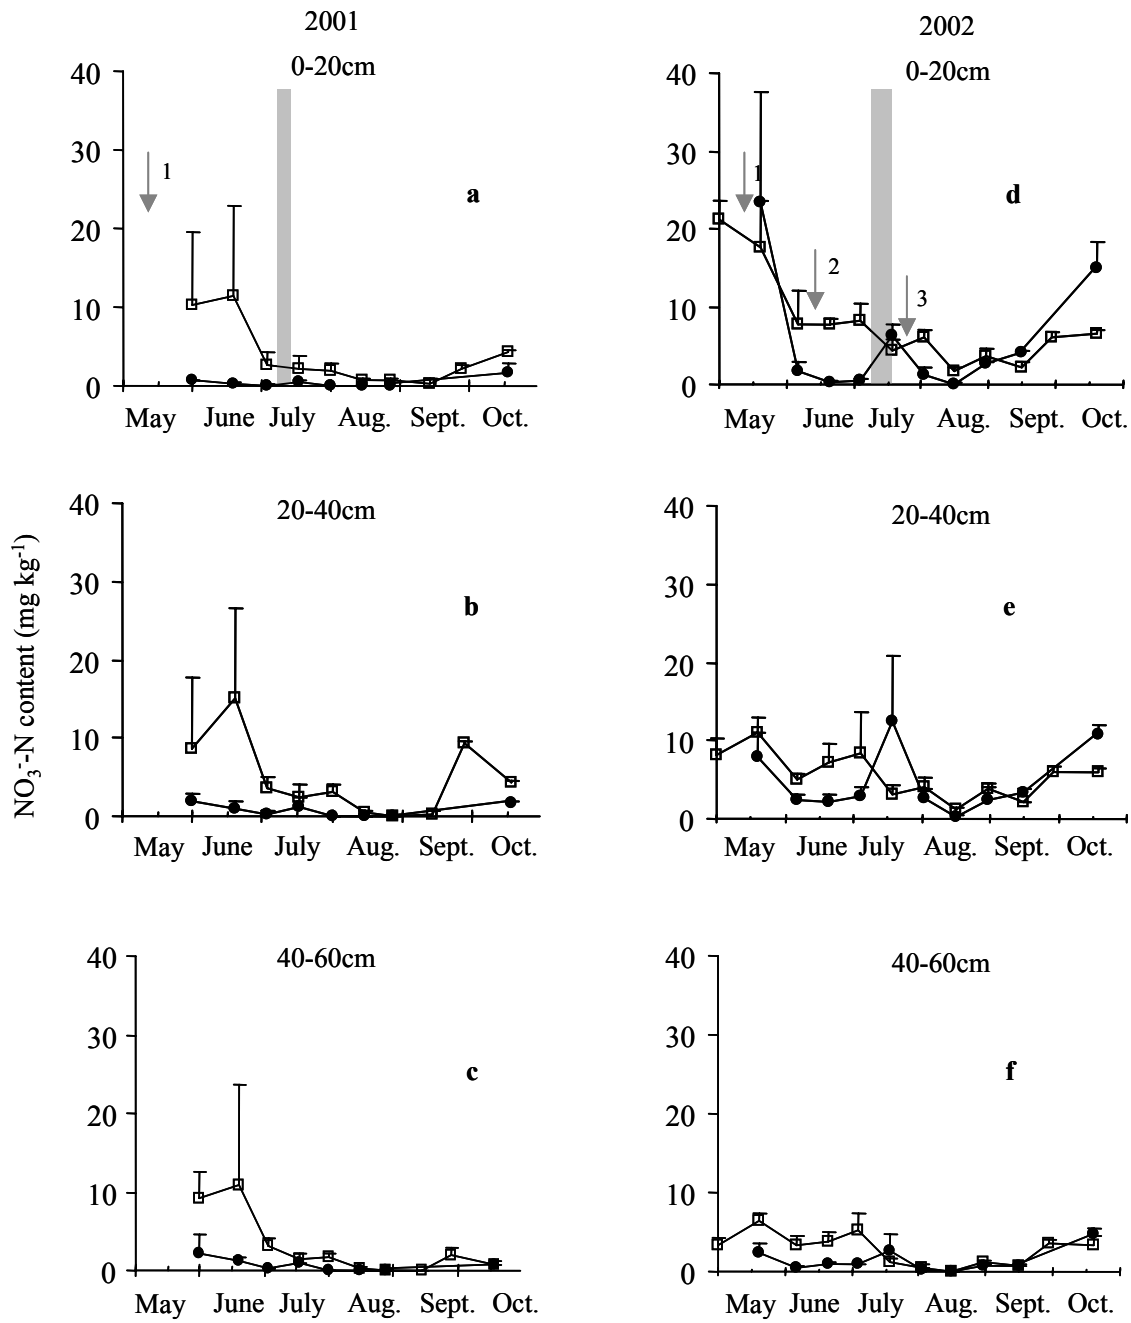 2001
0-20cm
40
30
20
10
0
1
a
May June July Aug. Sept. Oct.
2002
0-20cm
40
30
20
10
0
1
2
3
d
May June July Aug. Sept. Oct.
NO3⁻-N content (mg kg⁻¹)
20-40cm
40
30
20
10
0
b
May June July Aug. Sept. Oct.
20-40cm
40
30
20
10
0
e
May June July Aug. Sept. Oct.
40-60cm
40
30
20
10
0
c
May June July Aug. Sept. Oct.
40-60cm
40
30
20
10
0
f
May June July Aug. Sept. Oct.